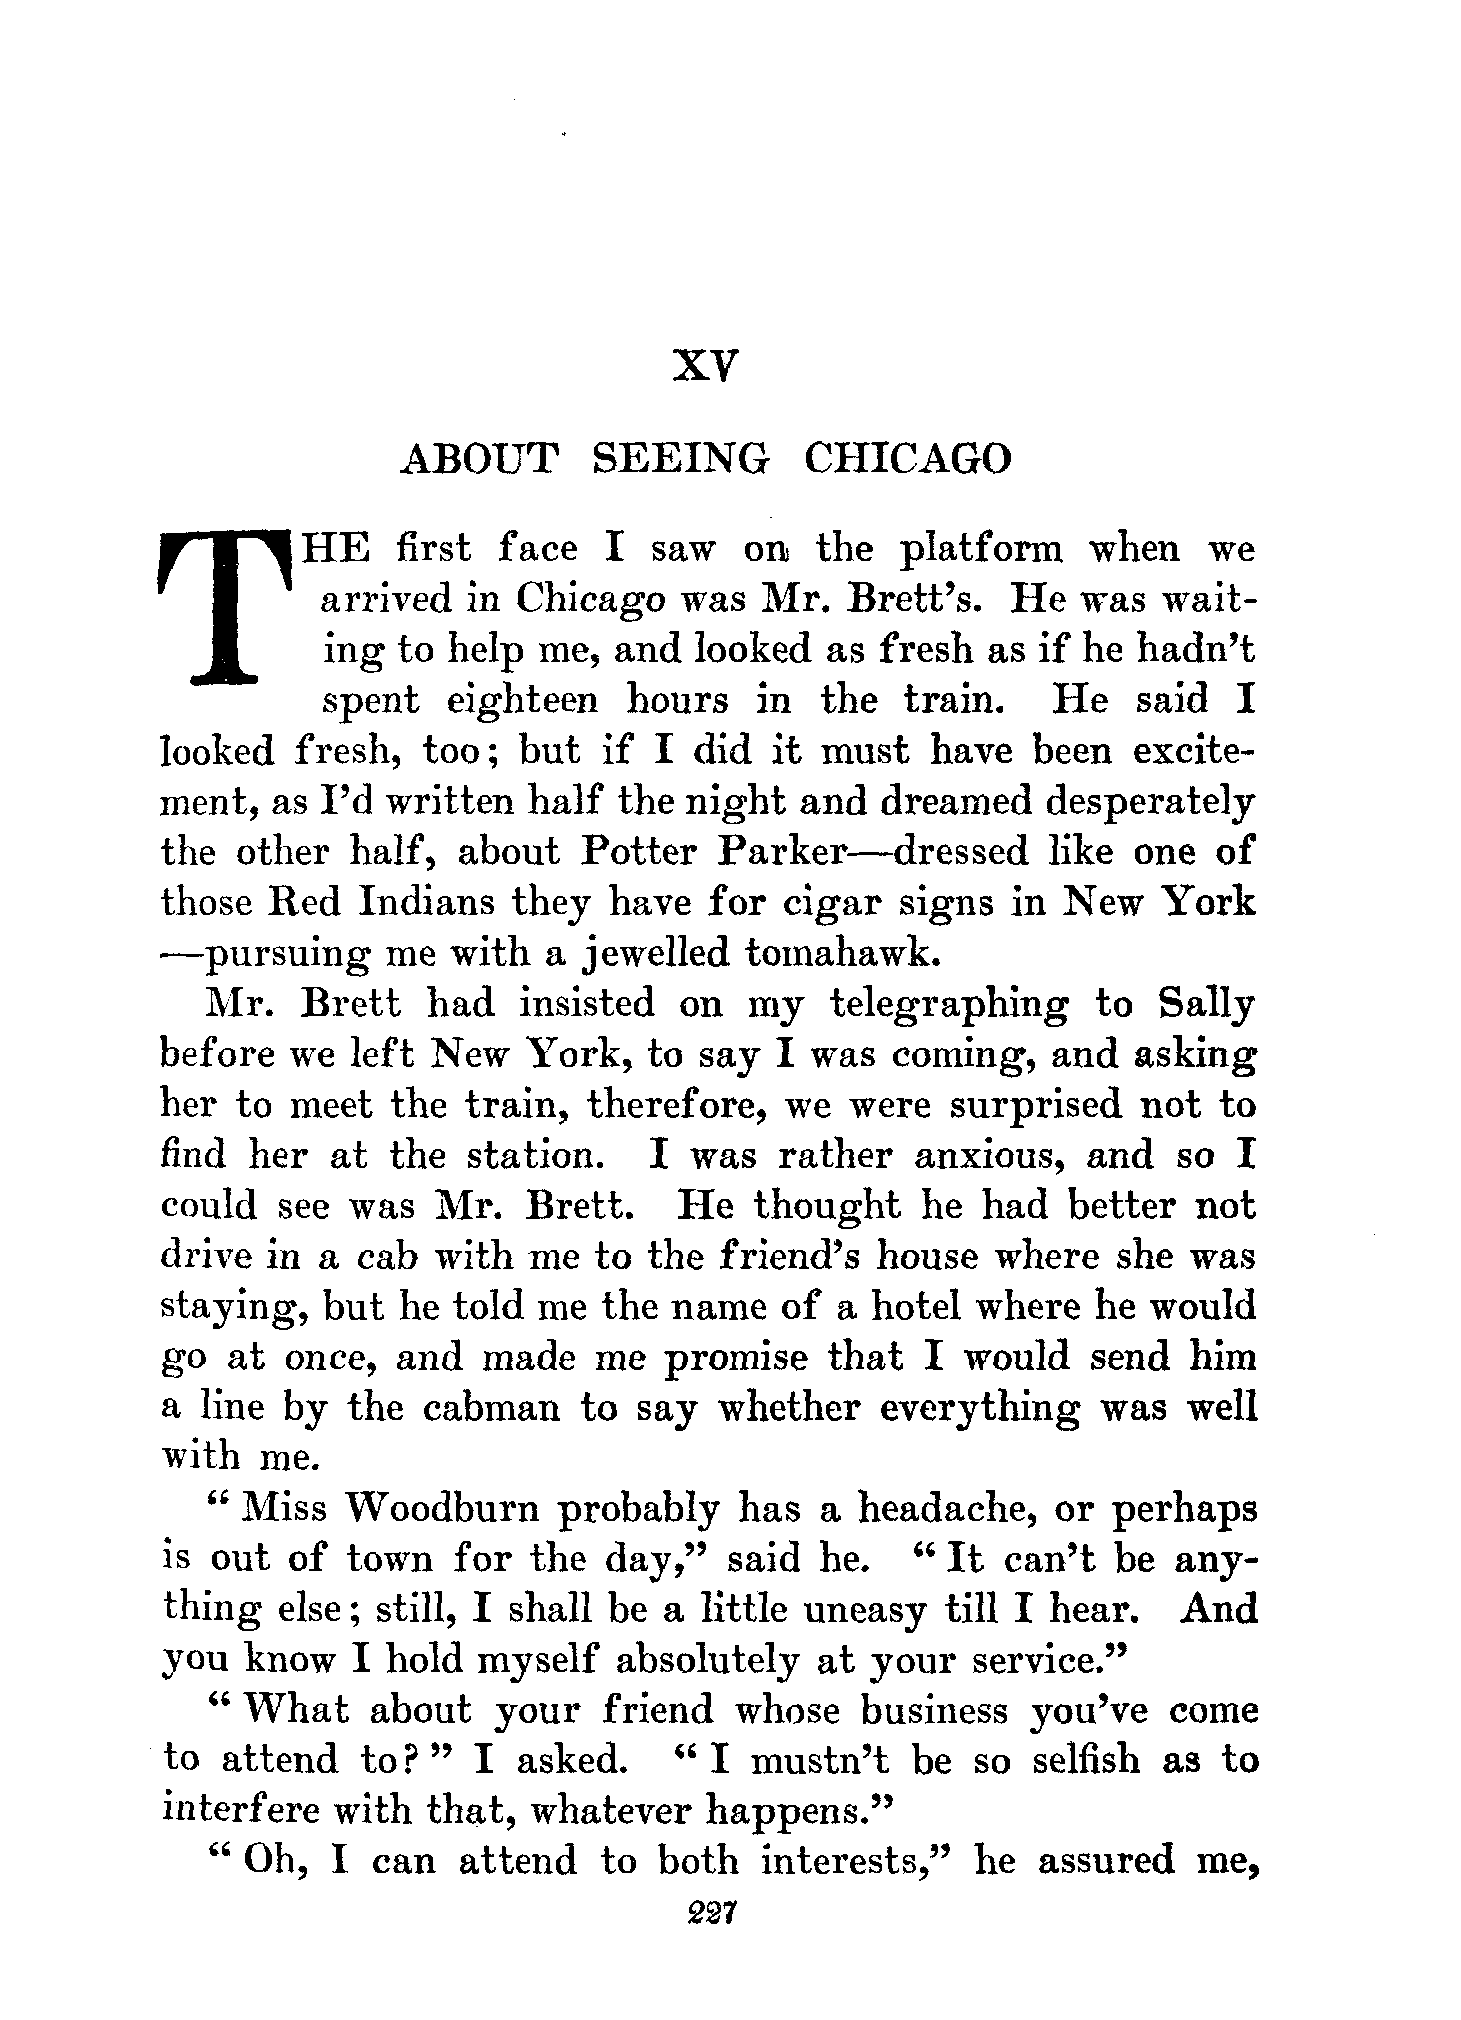 XV
ABOUT SEEING CHICAGO
THE first face I saw on the platform when we
arrived in Chicago was Mr. Brett's. He was wait-
ing to help me, and looked as fresh as if he hadn't
spent eighteen hours in the train. He said I
looked fresh, too; but if I did it must have been excite-
ment, as I'd written half the night and dreamed desperately
the other half, about Potter Parker—dressed like one of
those Red Indians they have for cigar signs in New York
—pursuing me with a jewelled tomahawk.
Mr. Brett had insisted on my telegraphing to Sally
before we left New York, to say I was coming, and asking
her to meet the train, therefore, we were surprised not to
find her at the station. I was rather anxious, and so I
could see was Mr. Brett. He thought he had better not
drive in a cab with me to the friend's house where she was
staying, but he told me the name of a hotel where he would
go at once, and made me promise that I would send him
a line by the cabman to say whether everything was well
with me.
"Miss Woodburn probably has a headache, or perhaps
is out of town for the day," said he. "It can't be any-
thing else; still, I shall be a little uneasy till I hear. And
you know I hold myself absolutely at your service."
"What about your friend whose business you've come
to attend to?" I asked. "I mustn't be so selfish as to
interfere with that, whatever happens."
"Oh, I can attend to both interests," he assured me,
227